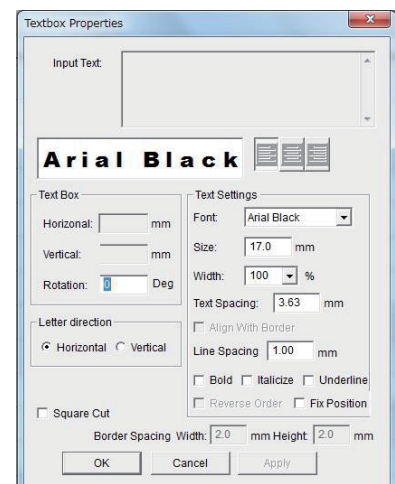 Textbox Properties
Input Text:
Arial Black
Text Box
Horizonal: mm
Vertical: mm
Rotation: 0 Deg
Letter direction
Horizontal Vertical
Text Settings
Font: Arial Black
Size: 17.0 mm
Width: 100 %
Text Spacing: 3.63 mm
Align With Border
Line Spacing 1.00 mm
Bold Italicize Underline
Reverse Order Fix Position
Square Cut
Border Spacing Width: 2.0 mm Height: 2.0 mm
OK Cancel Apply